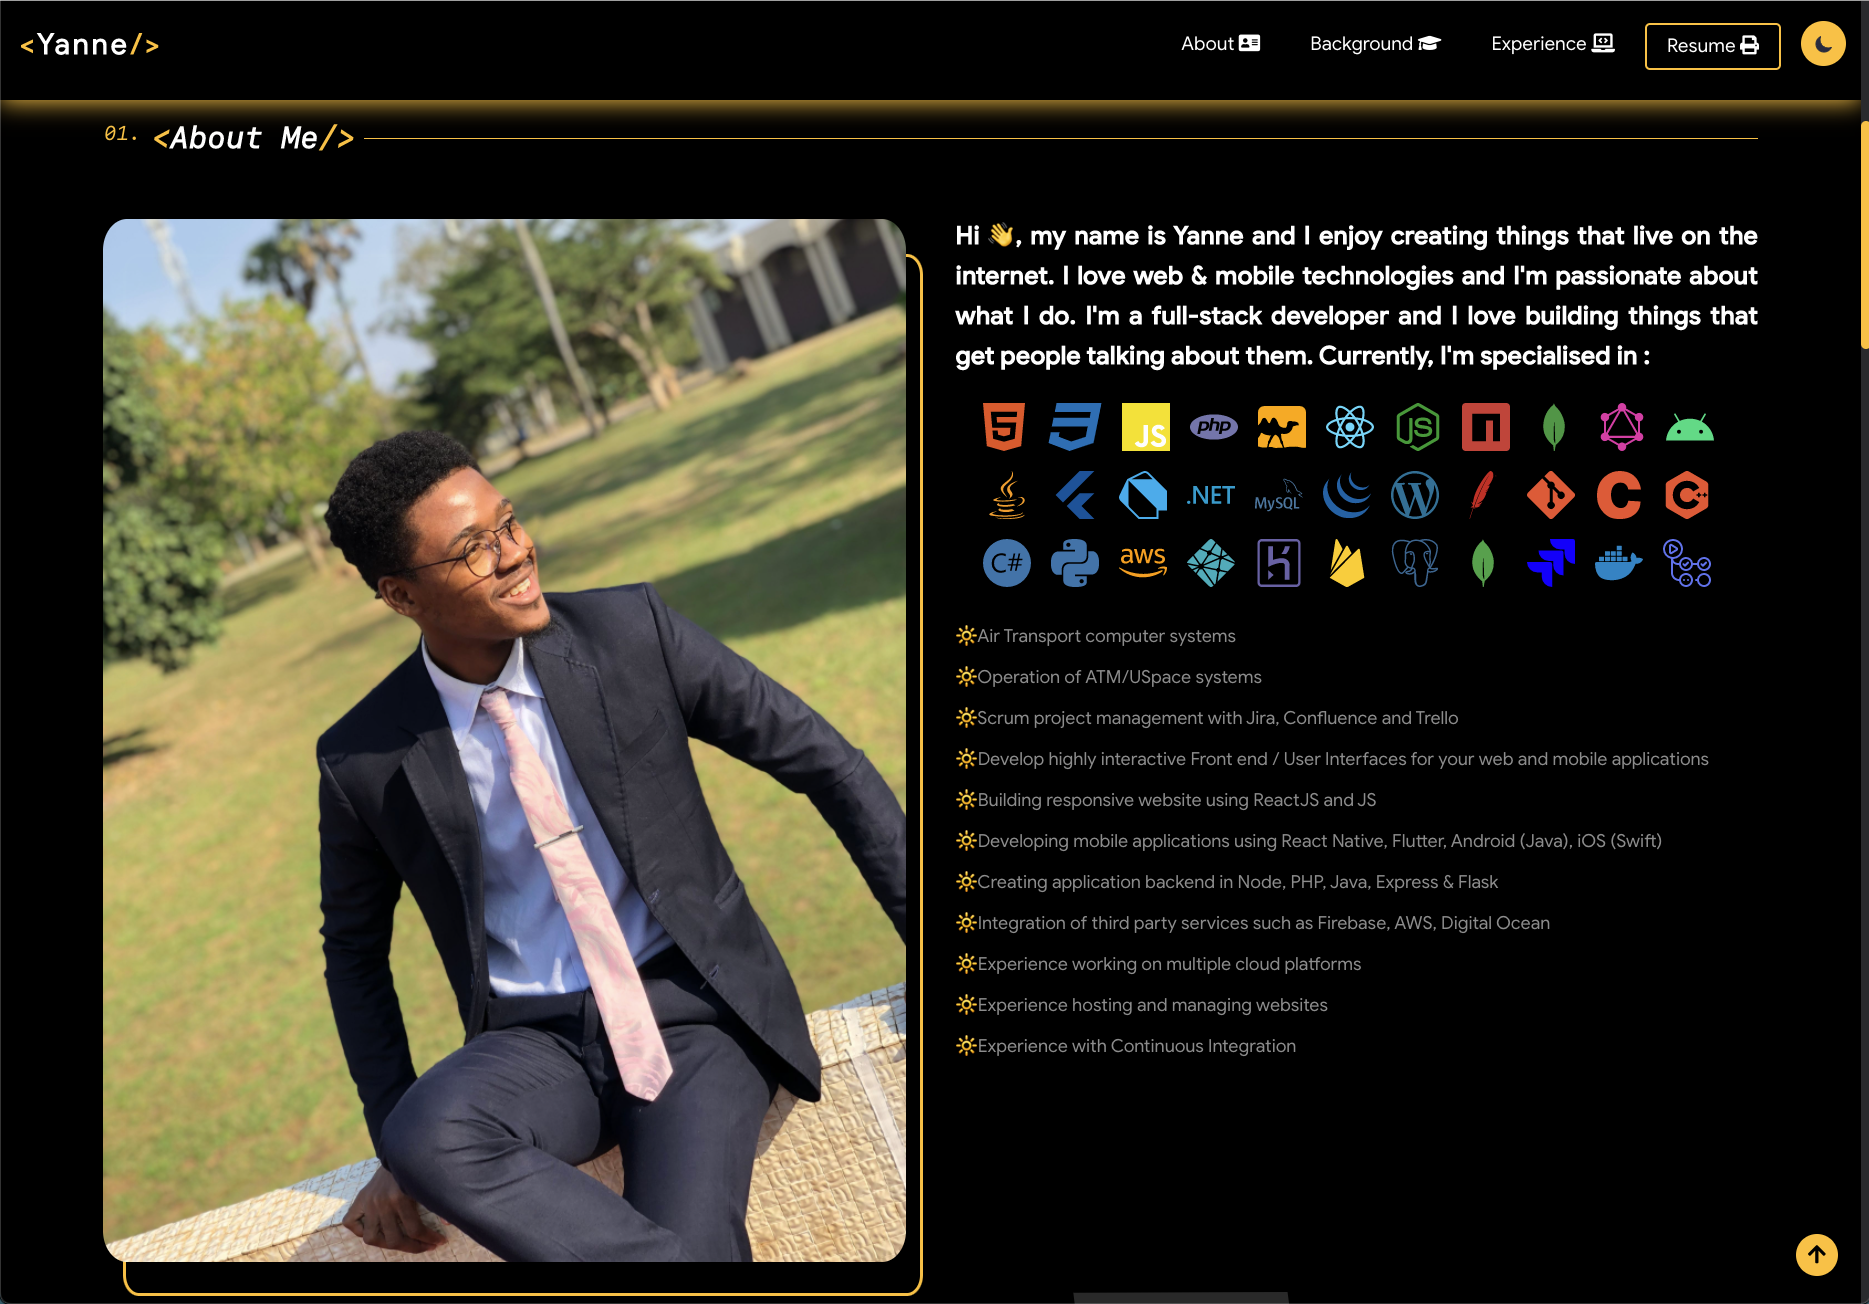 <Yanne/>
About
Background
Experience
Resume
01. <About Me/>
Hi 👋, my name is Yanne and I enjoy creating things that live on the
internet. I love web & mobile technologies and I'm passionate about
what I do. I'm a full-stack developer and I love building things that
get people talking about them. Currently, I'm specialised in :
5 3 JS php JS n
.NET MySQL W C C++
C# aws
Air Transport computer systems
Operation of ATM/USpace systems
Scrum project management with Jira, Confluence and Trello
Develop highly interactive Front end / User Interfaces for your web and mobile applications
Building responsive website using ReactJS and JS
Developing mobile applications using React Native, Flutter, Android (Java), iOS (Swift)
Creating application backend in Node, PHP, Java, Express & Flask
Integration of third party services such as Firebase, AWS, Digital Ocean
Experience working on multiple cloud platforms
Experience hosting and managing websites
Experience with Continuous Integration